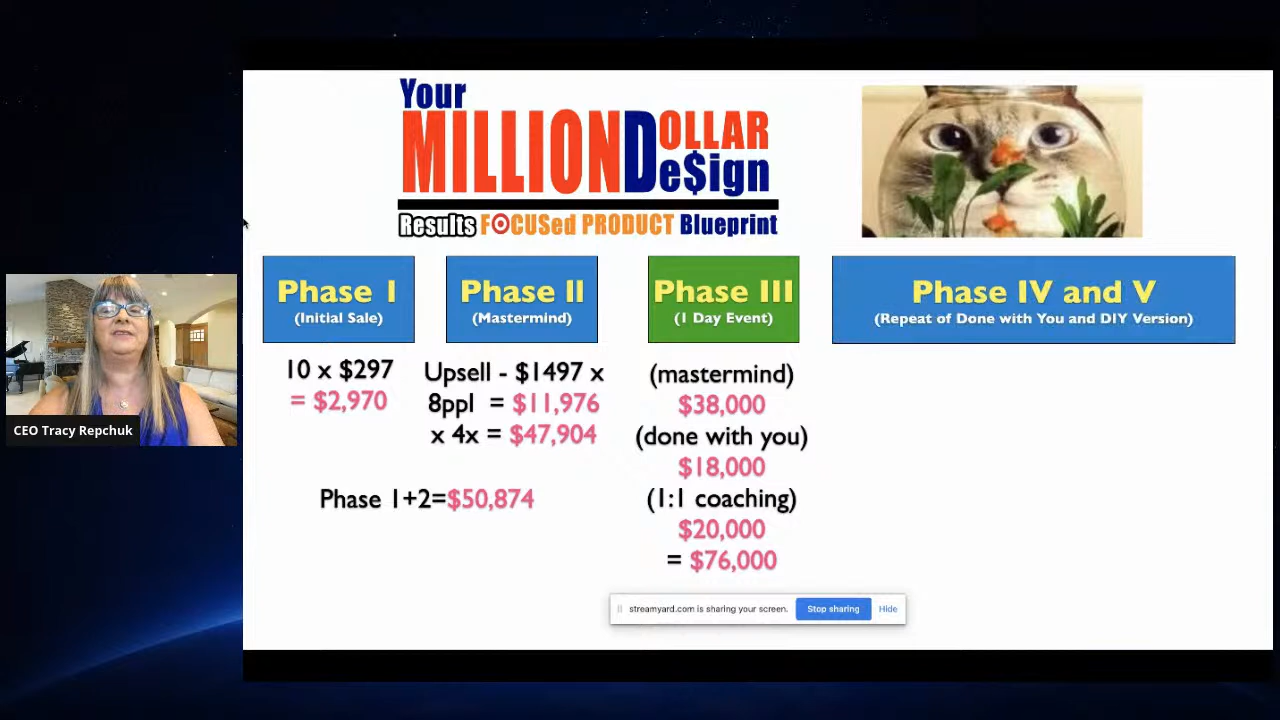 Your
MILLION DOLLAR
De$ign
Results FOCUSed PRODUCT Blueprint
Phase I
(Initial Sale)
Phase II
(Mastermind)
Phase III
(1 Day Event)
Phase IV and V
(Repeat of Done with You and DIY Version)
10 x $297
= $2,970
Upsell - $1497 x
8ppl = $11,976
x 4x = $47,904
Phase 1+2=$50,874
(mastermind)
$38,000
(done with you)
$18,000
(1:1 coaching)
$20,000
= $76,000
CEO Tracy Repchuk
streamyard.com is sharing your screen.
Stop sharing
Hide